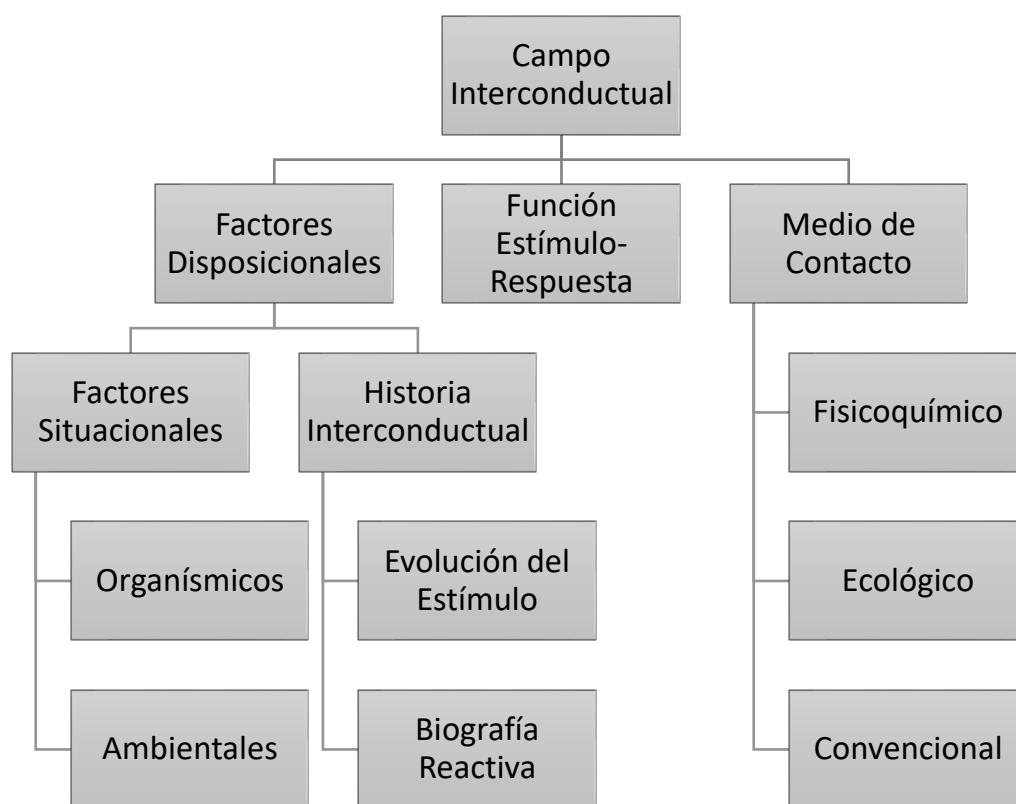 Campo
Interconductual
Factores
Disposicionales
Función
Estímulo-
Respuesta
Medio de
Contacto
Factores
Situacionales
Historia
Interconductual
Fisicoquímico
Organísmicos
Evolución del
Estímulo
Ecológico
Ambientales
Biografía
Reactiva
Convencional